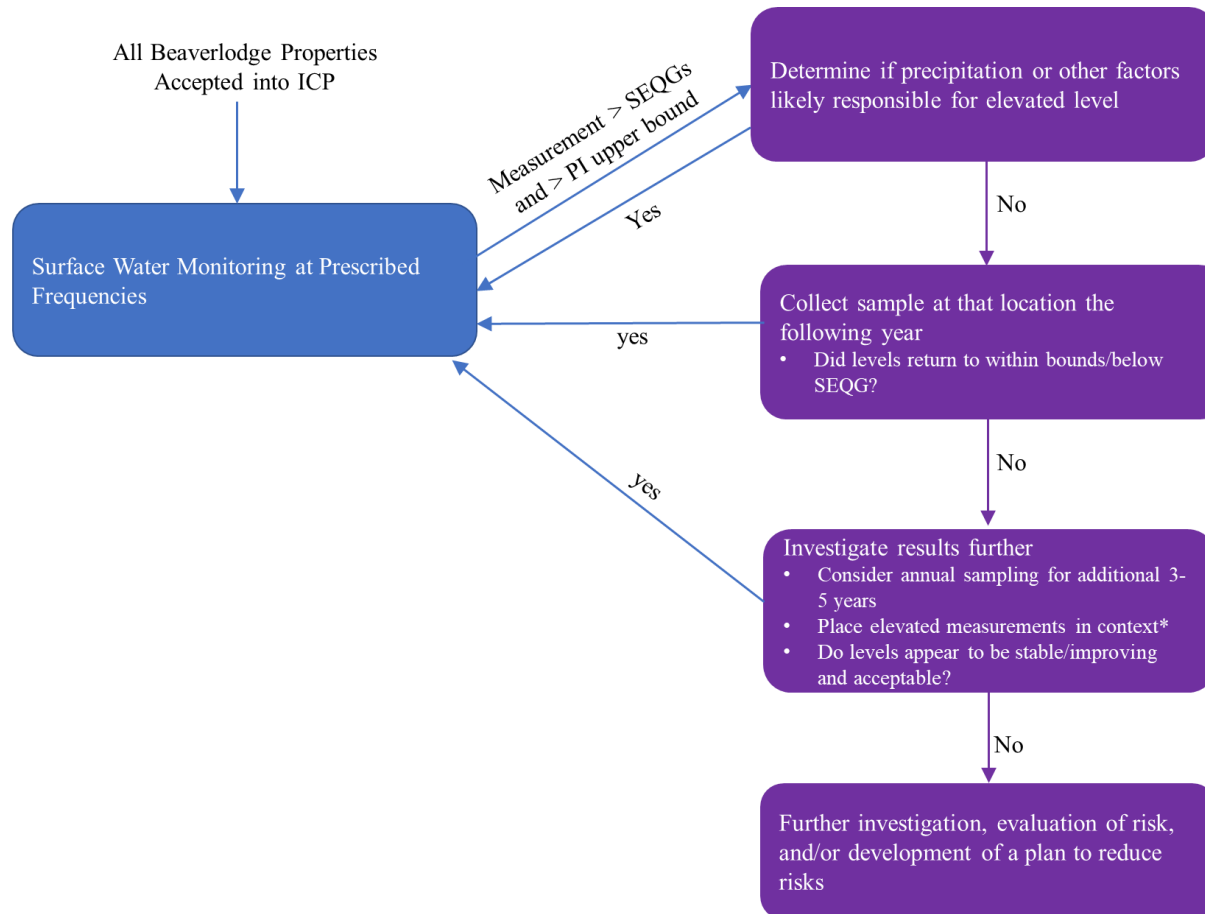 All Beaverlodge Properties
Accepted into ICP
Surface Water Monitoring at Prescribed
Frequencies
Measurement > SEQGs
and > PI upper bound
Yes
Determine if precipitation or other factors
likely responsible for elevated level
No
Collect sample at that location the
following year
• Did levels return to within bounds/below
SEQG?
yes
No
Investigate results further
• Consider annual sampling for additional 3-
5 years
• Place elevated measurements in context*
• Do levels appear to be stable/improving
and acceptable?
yes
No
Further investigation, evaluation of risk,
and/or development of a plan to reduce
risks